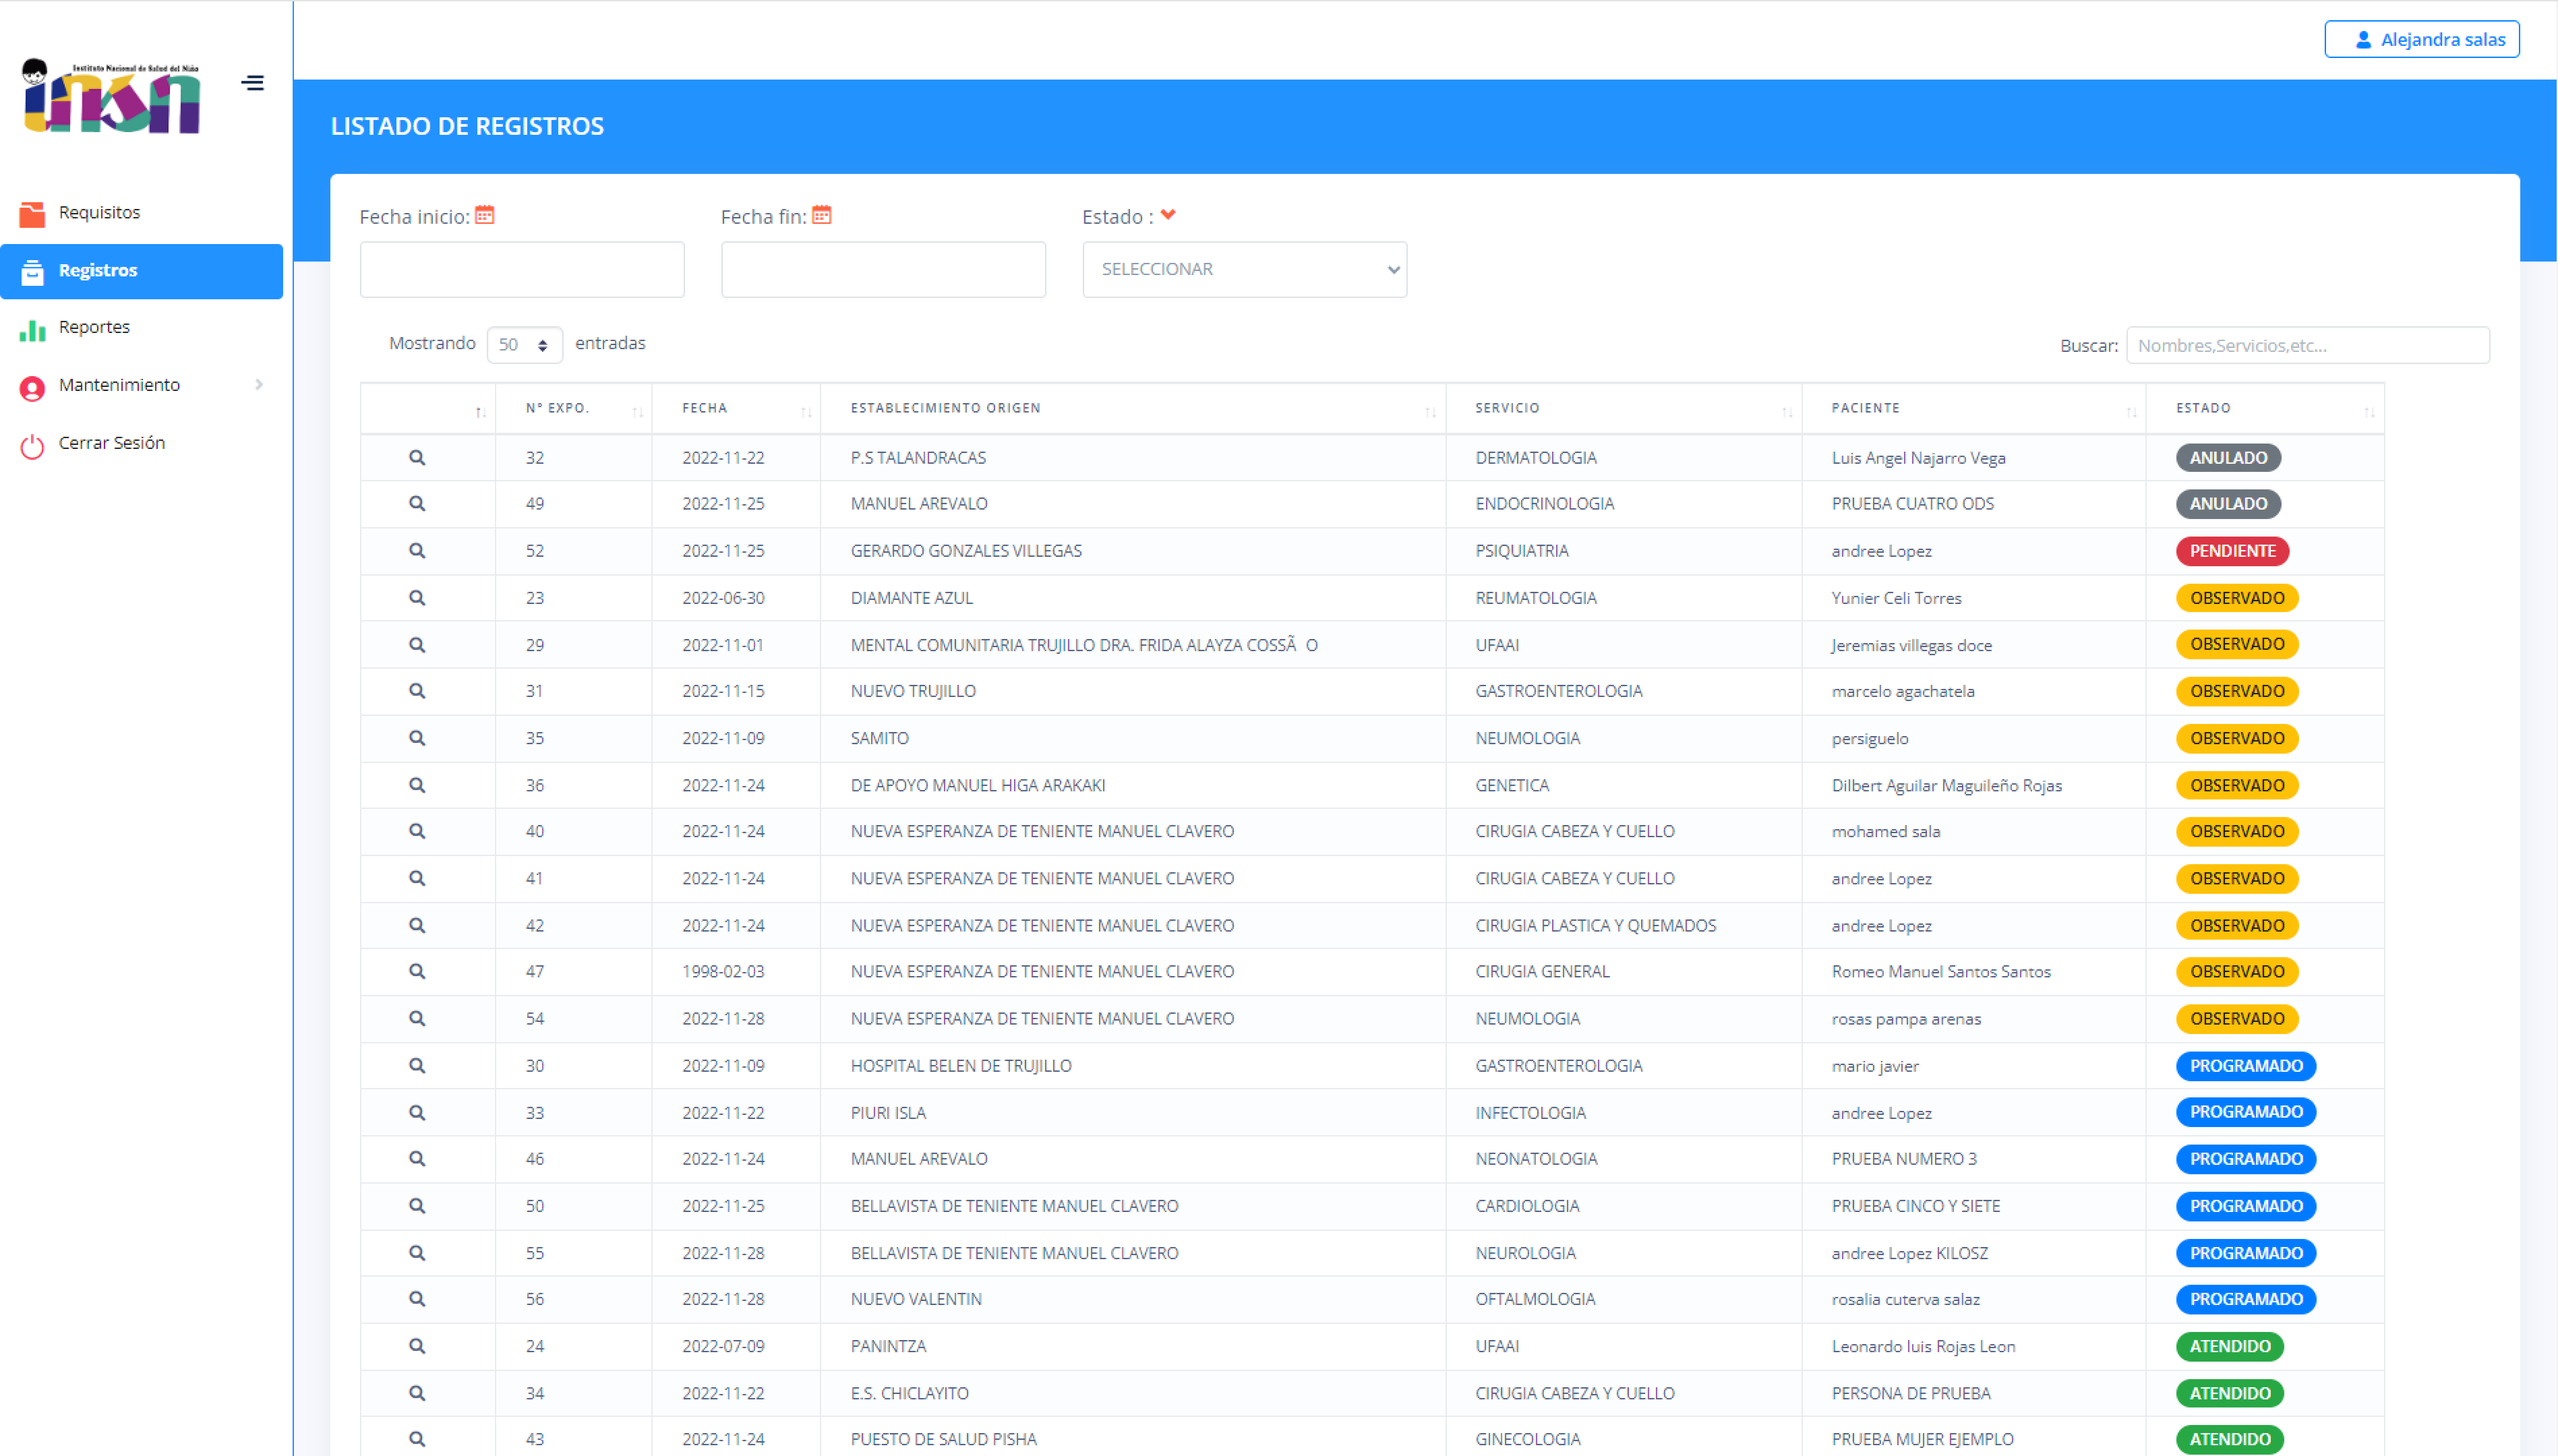 Alejandra salas
Instituto Nacional de Salud del Niño
insn
LISTADO DE REGISTROS
Requisitos
Registros
Reportes
Mantenimiento
Cerrar Sesión
Fecha inicio: Fecha fin: Estado :
SELECCIONAR
Mostrando 50 entradas Buscar: Nombres,Servicios,etc...
N° EXPO. FECHA ESTABLECIMIENTO ORIGEN SERVICIO PACIENTE ESTADO
32 2022-11-22 P.S TALANDRACAS DERMATOLOGIA Luis Angel Najarro Vega ANULADO
49 2022-11-25 MANUEL AREVALO ENDOCRINOLOGIA PRUEBA CUATRO ODS ANULADO
52 2022-11-25 GERARDO GONZALES VILLEGAS PSIQUIATRIA andree Lopez PENDIENTE
23 2022-06-30 DIAMANTE AZUL REUMATOLOGIA Yunier Celi Torres OBSERVADO
29 2022-11-01 MENTAL COMUNITARIA TRUJILLO DRA. FRIDA ALAYZA COSSÃ O UFAAI Jeremias villegas doce OBSERVADO
31 2022-11-15 NUEVO TRUJILLO GASTROENTEROLOGIA marcelo agachatela OBSERVADO
35 2022-11-09 SAMITO NEUMOLOGIA persiguelo OBSERVADO
36 2022-11-24 DE APOYO MANUEL HIGA ARAKAKI GENETICA Dilbert Aguilar Maguileño Rojas OBSERVADO
40 2022-11-24 NUEVA ESPERANZA DE TENIENTE MANUEL CLAVERO CIRUGIA CABEZA Y CUELLO mohamed sala OBSERVADO
41 2022-11-24 NUEVA ESPERANZA DE TENIENTE MANUEL CLAVERO CIRUGIA CABEZA Y CUELLO andree Lopez OBSERVADO
42 2022-11-24 NUEVA ESPERANZA DE TENIENTE MANUEL CLAVERO CIRUGIA PLASTICA Y QUEMADOS andree Lopez OBSERVADO
47 1998-02-03 NUEVA ESPERANZA DE TENIENTE MANUEL CLAVERO CIRUGIA GENERAL Romeo Manuel Santos Santos OBSERVADO
54 2022-11-28 NUEVA ESPERANZA DE TENIENTE MANUEL CLAVERO NEUMOLOGIA rosas pampa arenas OBSERVADO
30 2022-11-09 HOSPITAL BELEN DE TRUJILLO GASTROENTEROLOGIA mario javier PROGRAMADO
33 2022-11-22 PIURI ISLA INFECTOLOGIA andree Lopez PROGRAMADO
46 2022-11-24 MANUEL AREVALO NEONATOLOGIA PRUEBA NUMERO 3 PROGRAMADO
50 2022-11-25 BELLAVISTA DE TENIENTE MANUEL CLAVERO CARDIOLOGIA PRUEBA CINCO Y SIETE PROGRAMADO
55 2022-11-28 BELLAVISTA DE TENIENTE MANUEL CLAVERO NEUROLOGIA andree Lopez KILOSZ PROGRAMADO
56 2022-11-28 NUEVO VALENTIN OFTALMOLOGIA rosalia cuterva salaz PROGRAMADO
24 2022-07-09 PANINTZA UFAAI Leonardo luis Rojas Leon ATENDIDO
34 2022-11-22 E.S. CHICLAYITO CIRUGIA CABEZA Y CUELLO PERSONA DE PRUEBA ATENDIDO
43 2022-11-24 PUESTO DE SALUD PISHA GINECOLOGIA PRUEBA MUJER EJEMPLO ATENDIDO